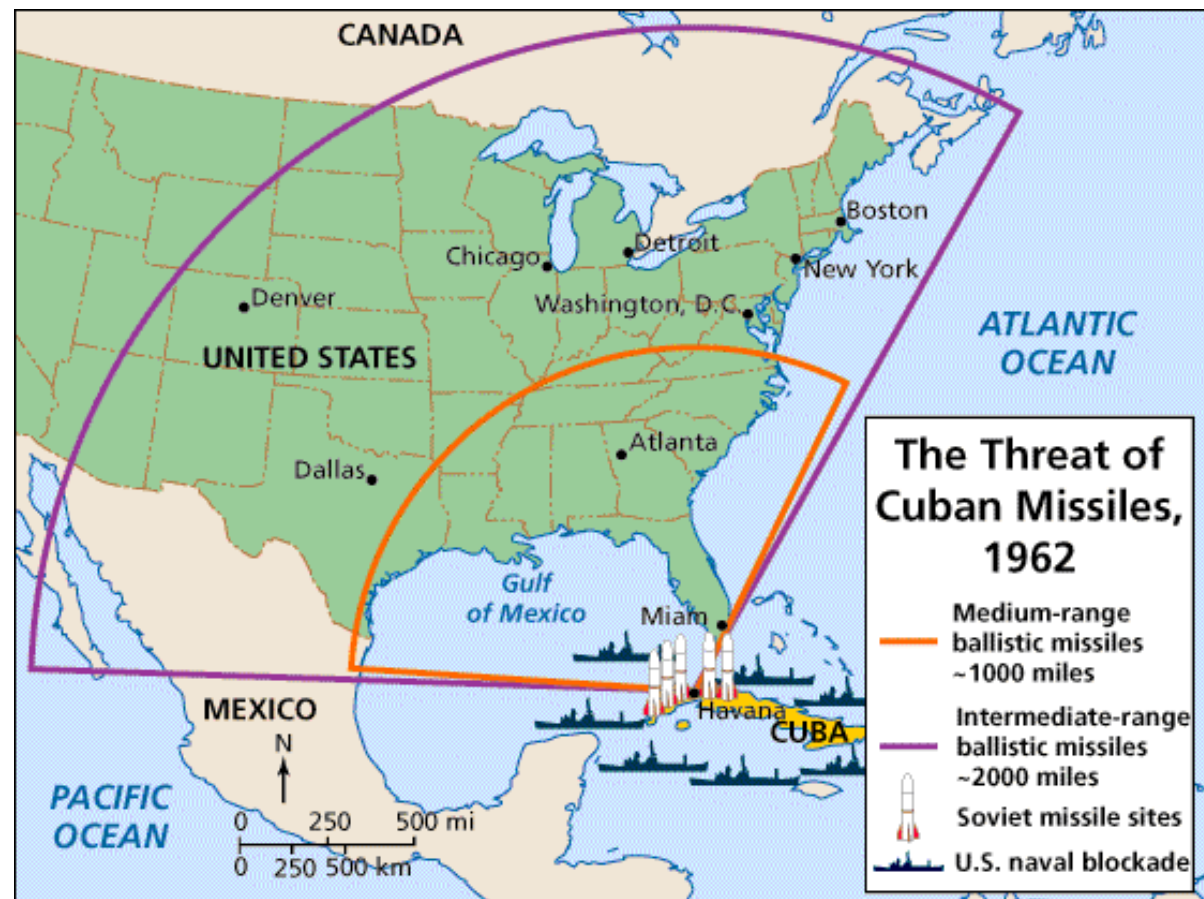 CANADA
Boston
Detroit
Chicago
New York
Denver
Washington, D.C.
ATLANTIC
OCEAN
UNITED STATES
Atlanta
Dallas
Gulf
of Mexico
Miam
MEXICO
Havana
CUBA
N
PACIFIC
OCEAN
0 250 500 mi
0 250 500 km
The Threat of
Cuban Missiles,
1962
Medium-range
ballistic missiles
~1000 miles
Intermediate-range
ballistic missiles
~2000 miles
Soviet missile sites
U.S. naval blockade